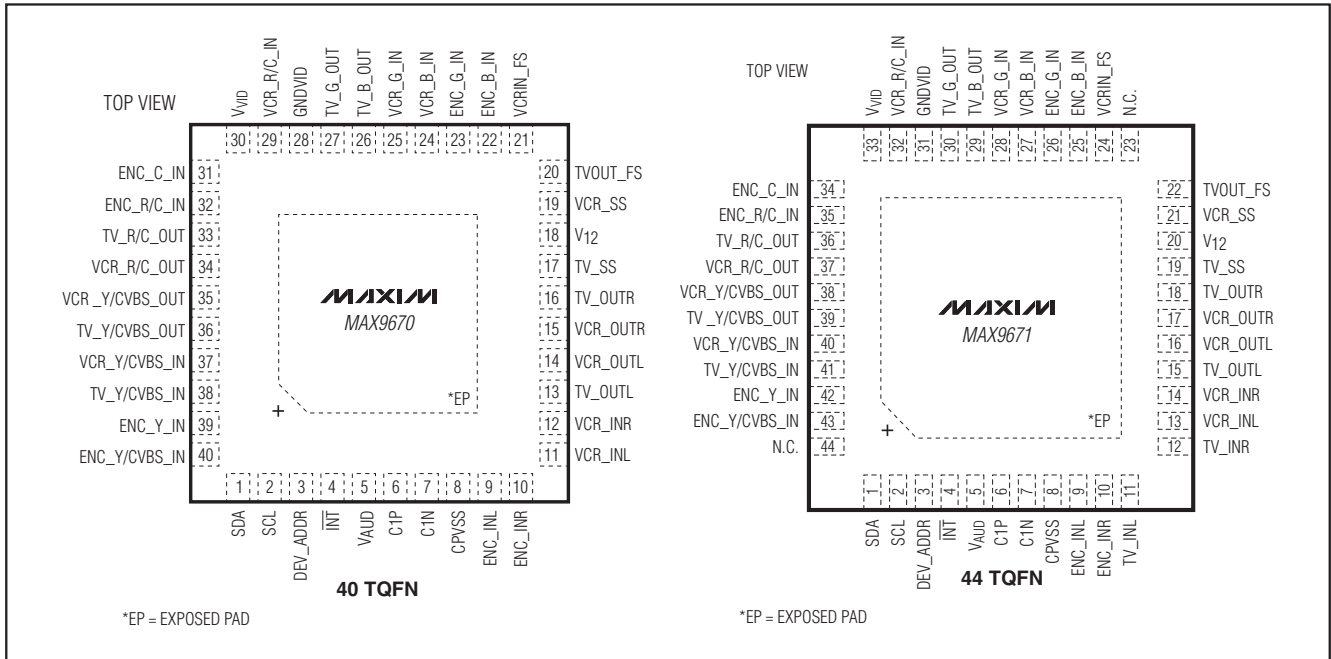 TOP VIEW
VVID
VCR_R/C_IN
GNDVID
TV_G_OUT
TV_B_OUT
VCR_G_IN
VCR_B_IN
ENC_G_IN
ENC_B_IN
VCRIN_FS
30 29 28 27 26 25 24 23 22 21
ENC_C_IN 31
ENC_R/C_IN 32
TV_R/C_OUT 33
VCR_R/C_OUT 34
VCR _Y/CVBS_OUT 35
TV_Y/CVBS_OUT 36
VCR_Y/CVBS_IN 37
TV_Y/CVBS_IN 38
ENC_Y_IN 39
ENC_Y/CVBS_IN 40
MAXIM
MAX9670
*EP
+
20 TVOUT_FS
19 VCR_SS
18 V12
17 TV_SS
16 TV_OUTR
15 VCR_OUTR
14 VCR_OUTL
13 TV_OUTL
12 VCR_INR
11 VCR_INL
1 2 3 4 5 6 7 8 9 10
SDA
SCL
DEV_ADDR
INT
VAUD
C1P
C1N
CPVSS
ENC_INL
ENC_INR
40 TQFN
*EP = EXPOSED PAD
TOP VIEW
VVID
VCR_R/C_IN
GNDVID
TV_G_OUT
TV_B_OUT
VCR_G_IN
VCR_B_IN
ENC_G_IN
ENC_B_IN
VCRIN_FS
N.C.
33 32 31 30 29 28 27 26 25 24 23
ENC_C_IN 34
ENC_R/C_IN 35
TV_R/C_OUT 36
VCR_R/C_OUT 37
VCR_Y/CVBS_OUT 38
TV _Y/CVBS_OUT 39
VCR_Y/CVBS_IN 40
TV_Y/CVBS_IN 41
ENC_Y_IN 42
ENC_Y/CVBS_IN 43
N.C. 44
MAXIM
MAX9671
*EP
+
22 TVOUT_FS
21 VCR_SS
20 V12
19 TV_SS
18 TV_OUTR
17 VCR_OUTR
16 VCR_OUTL
15 TV_OUTL
14 VCR_INR
13 VCR_INL
12 TV_INR
1 2 3 4 5 6 7 8 9 10 11
SDA
SCL
DEV_ADDR
INT
VAUD
C1P
C1N
CPVSS
ENC_INL
ENC_INR
TV_INL
44 TQFN
*EP = EXPOSED PAD